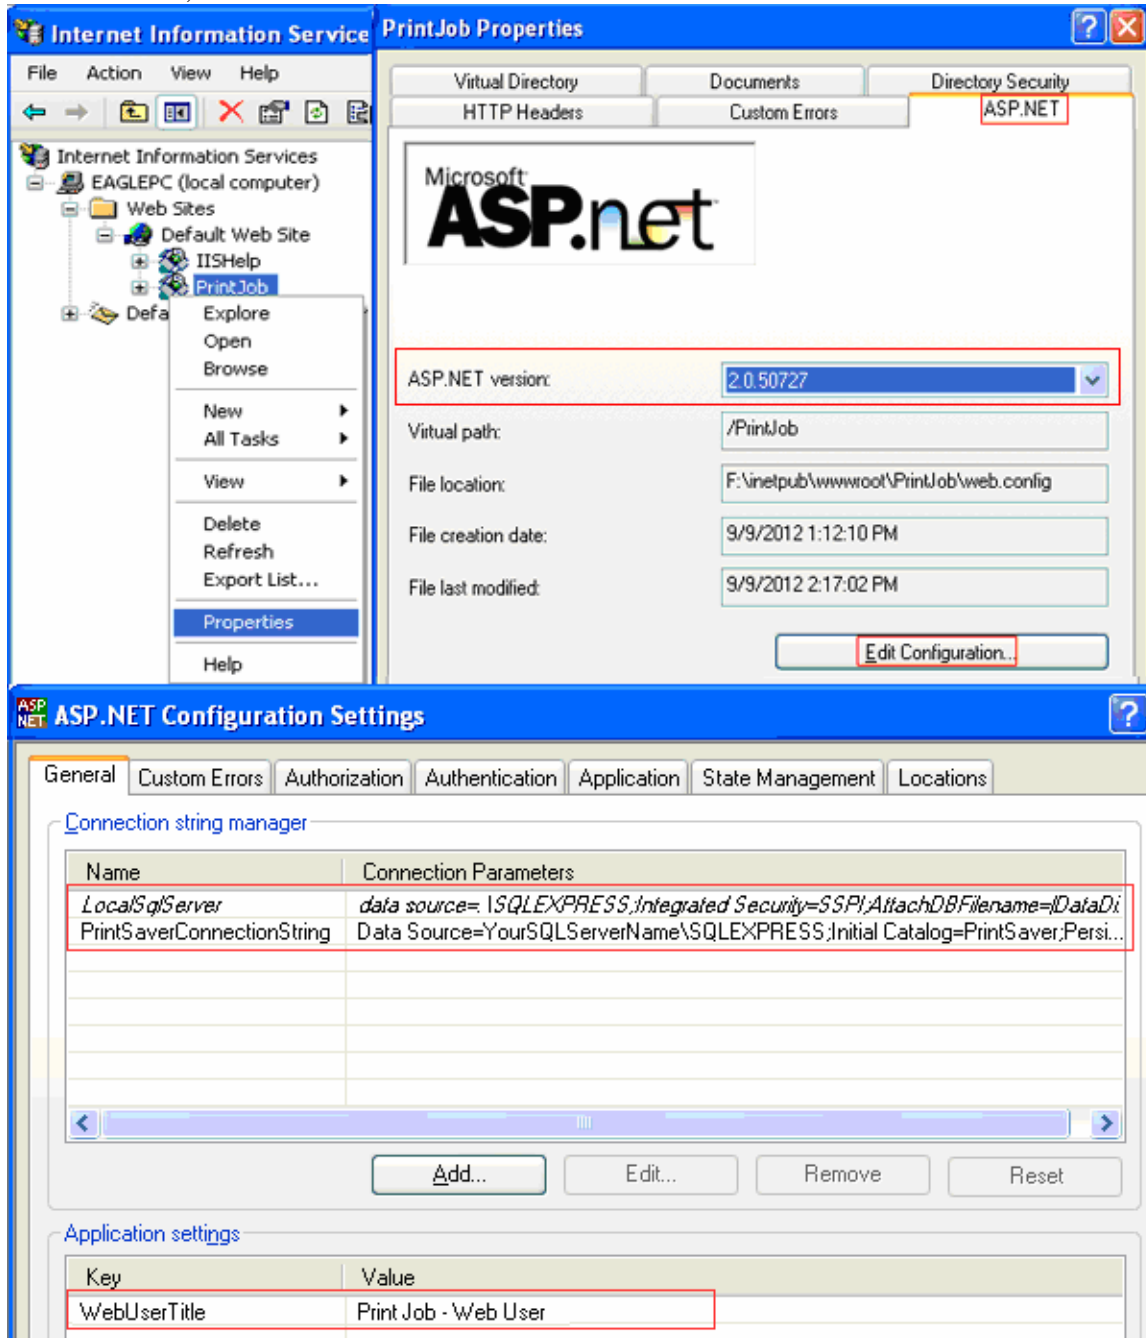 Internet Information Service
File Action View Help
Internet Information Services
EAGLEPC (local computer)
Web Sites
Default Web Site
IISHelp
PrintJob
Defa
Explore
Open
Browse
New
All Tasks
View
Delete
Refresh
Export List...
Properties
Help
PrintJob Properties
Virtual Directory Documents Directory Security
HTTP Headers Custom Errors ASP.NET
Microsoft
ASP.net
ASP.NET version: 2.0.50727
Virtual path: /PrintJob
File location: F:\inetpub\wwwroot\PrintJob\web.config
File creation date: 9/9/2012 1:12:10 PM
File last modified: 9/9/2012 2:17:02 PM
Edit Configuration...
ASP.NET Configuration Settings
General Custom Errors Authorization Authentication Application State Management Locations
Connection string manager
Name Connection Parameters
LocalSqlServer data source=.\SQLEXPRESS;Integrated Security=SSPI;AttachDBFilename=|DataDi
PrintSaverConnectionString Data Source=YourSQLServerName\SQLEXPRESS;Initial Catalog=PrintSaver;Persi...
Add... Edit... Remove Reset
Application settings
Key Value
WebUserTitle Print Job - Web User